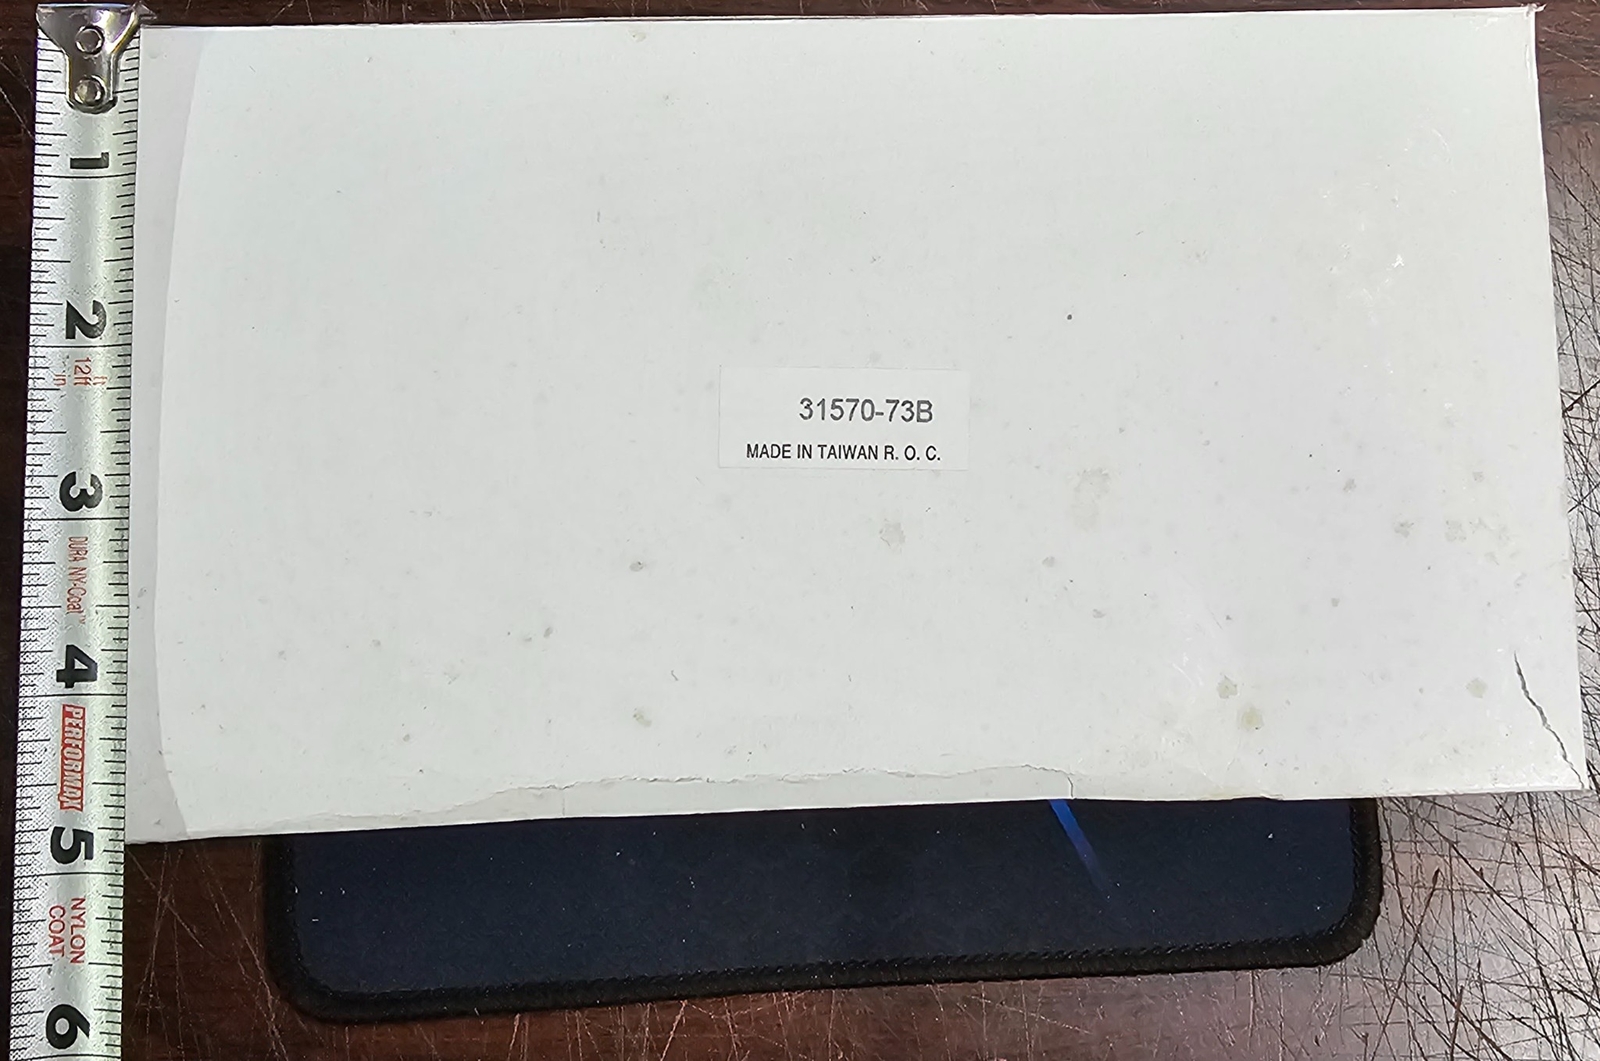 1
2
12ft
in
3
DURA NY-Coat
4
PERFORMAX
5
NYLON
COAT
6
31570-73B
MADE IN TAIWAN R. O. C.